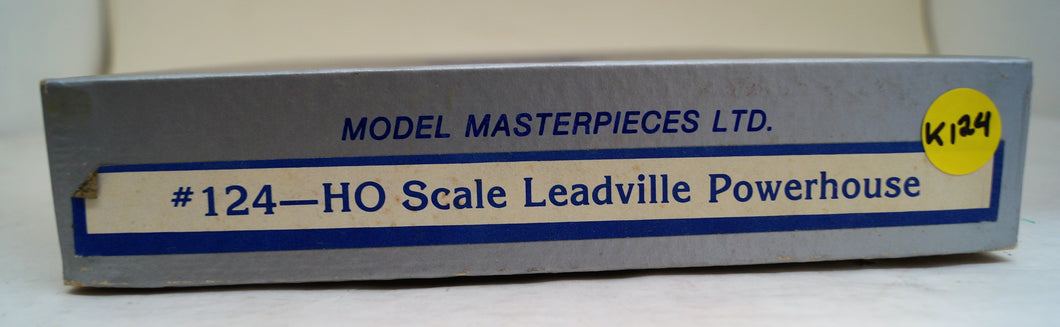 MODEL MASTERPIECES LTD.
K124
#124—HO Scale Leadville Powerhouse